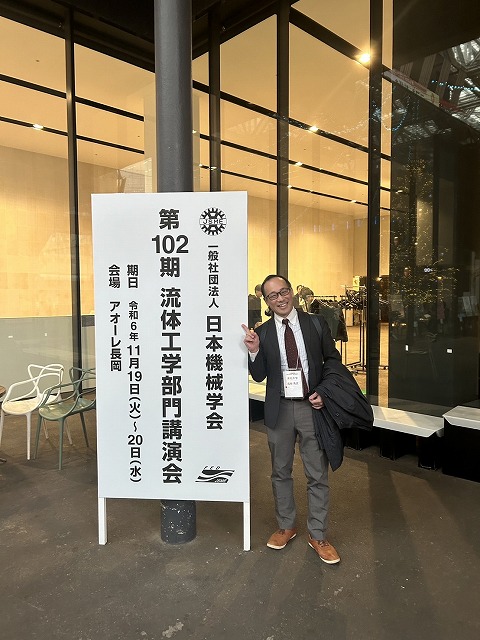 JSME
一般社団法人 日本機械学会
第102期 流体工学部門講演会
期日 令和6年11月19日(火)~20日(水)
会場 アオーレ長岡